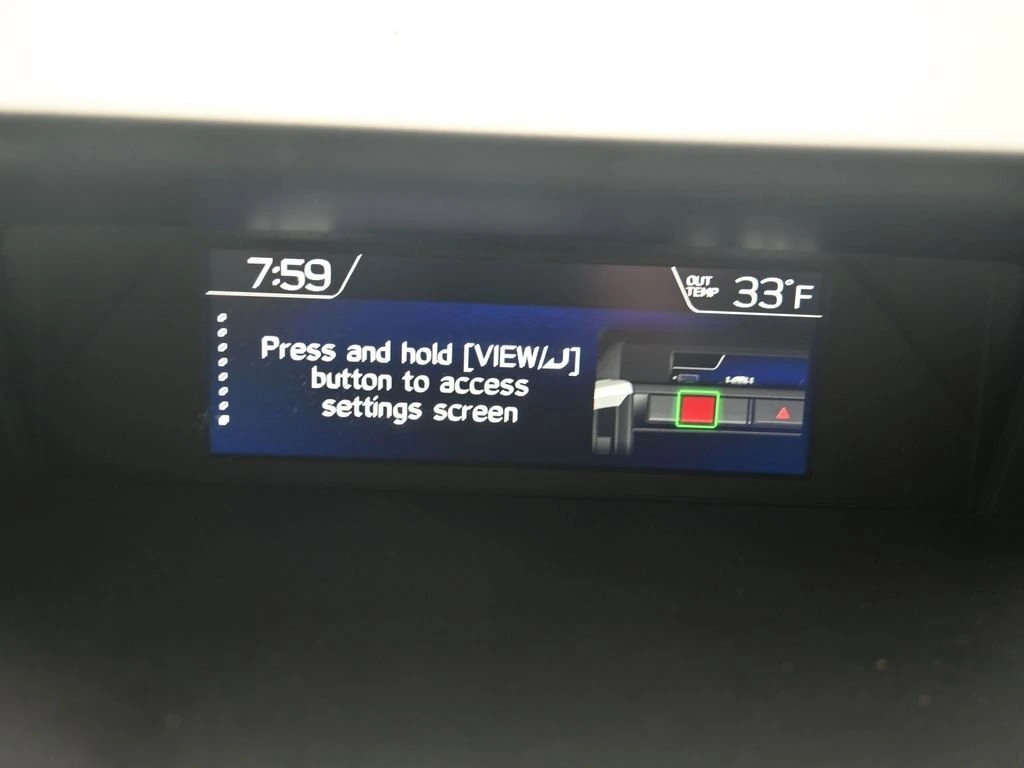 7:59
OUT
TEMP 33°F
Press and hold [VIEW/⮐]
button to access
settings screen